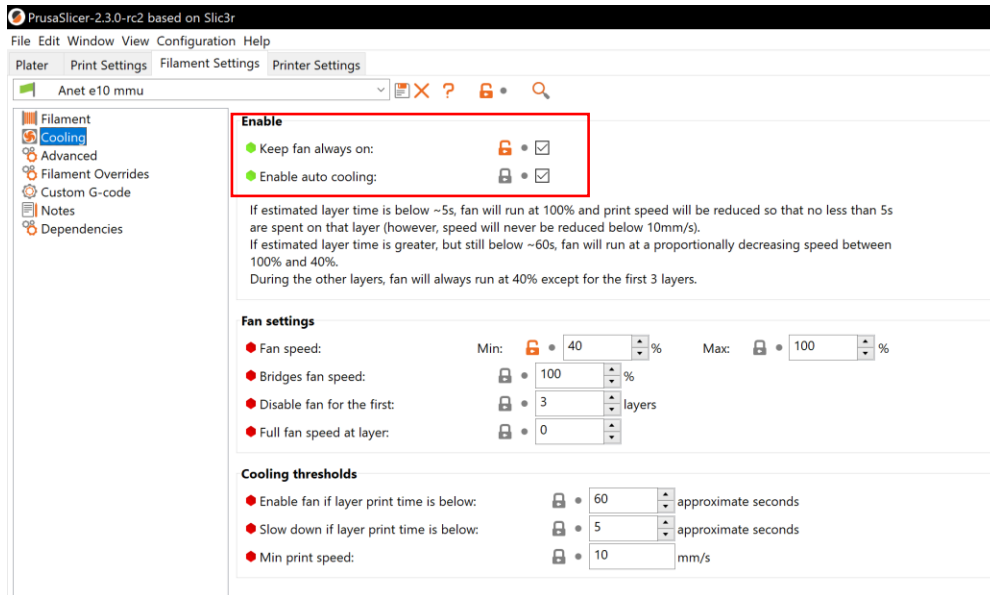 PrusaSlicer-2.3.0-rc2 based on Slic3r
File Edit Window View Configuration Help
Plater Print Settings Filament Settings Printer Settings
Anet e10 mmu
Filament
Cooling
Advanced
Filament Overrides
Custom G-code
Notes
Dependencies
Enable
Keep fan always on:
Enable auto cooling:
If estimated layer time is below ~5s, fan will run at 100% and print speed will be reduced so that no less than 5s
are spent on that layer (however, speed will never be reduced below 10mm/s).
If estimated layer time is greater, but still below ~60s, fan will run at a proportionally decreasing speed between
100% and 40%.
During the other layers, fan will always run at 40% except for the first 3 layers.
Fan settings
Fan speed: Min: 40 % Max: 100 %
Bridges fan speed: 100 %
Disable fan for the first: 3 layers
Full fan speed at layer: 0
Cooling thresholds
Enable fan if layer print time is below: 60 approximate seconds
Slow down if layer print time is below: 5 approximate seconds
Min print speed: 10 mm/s